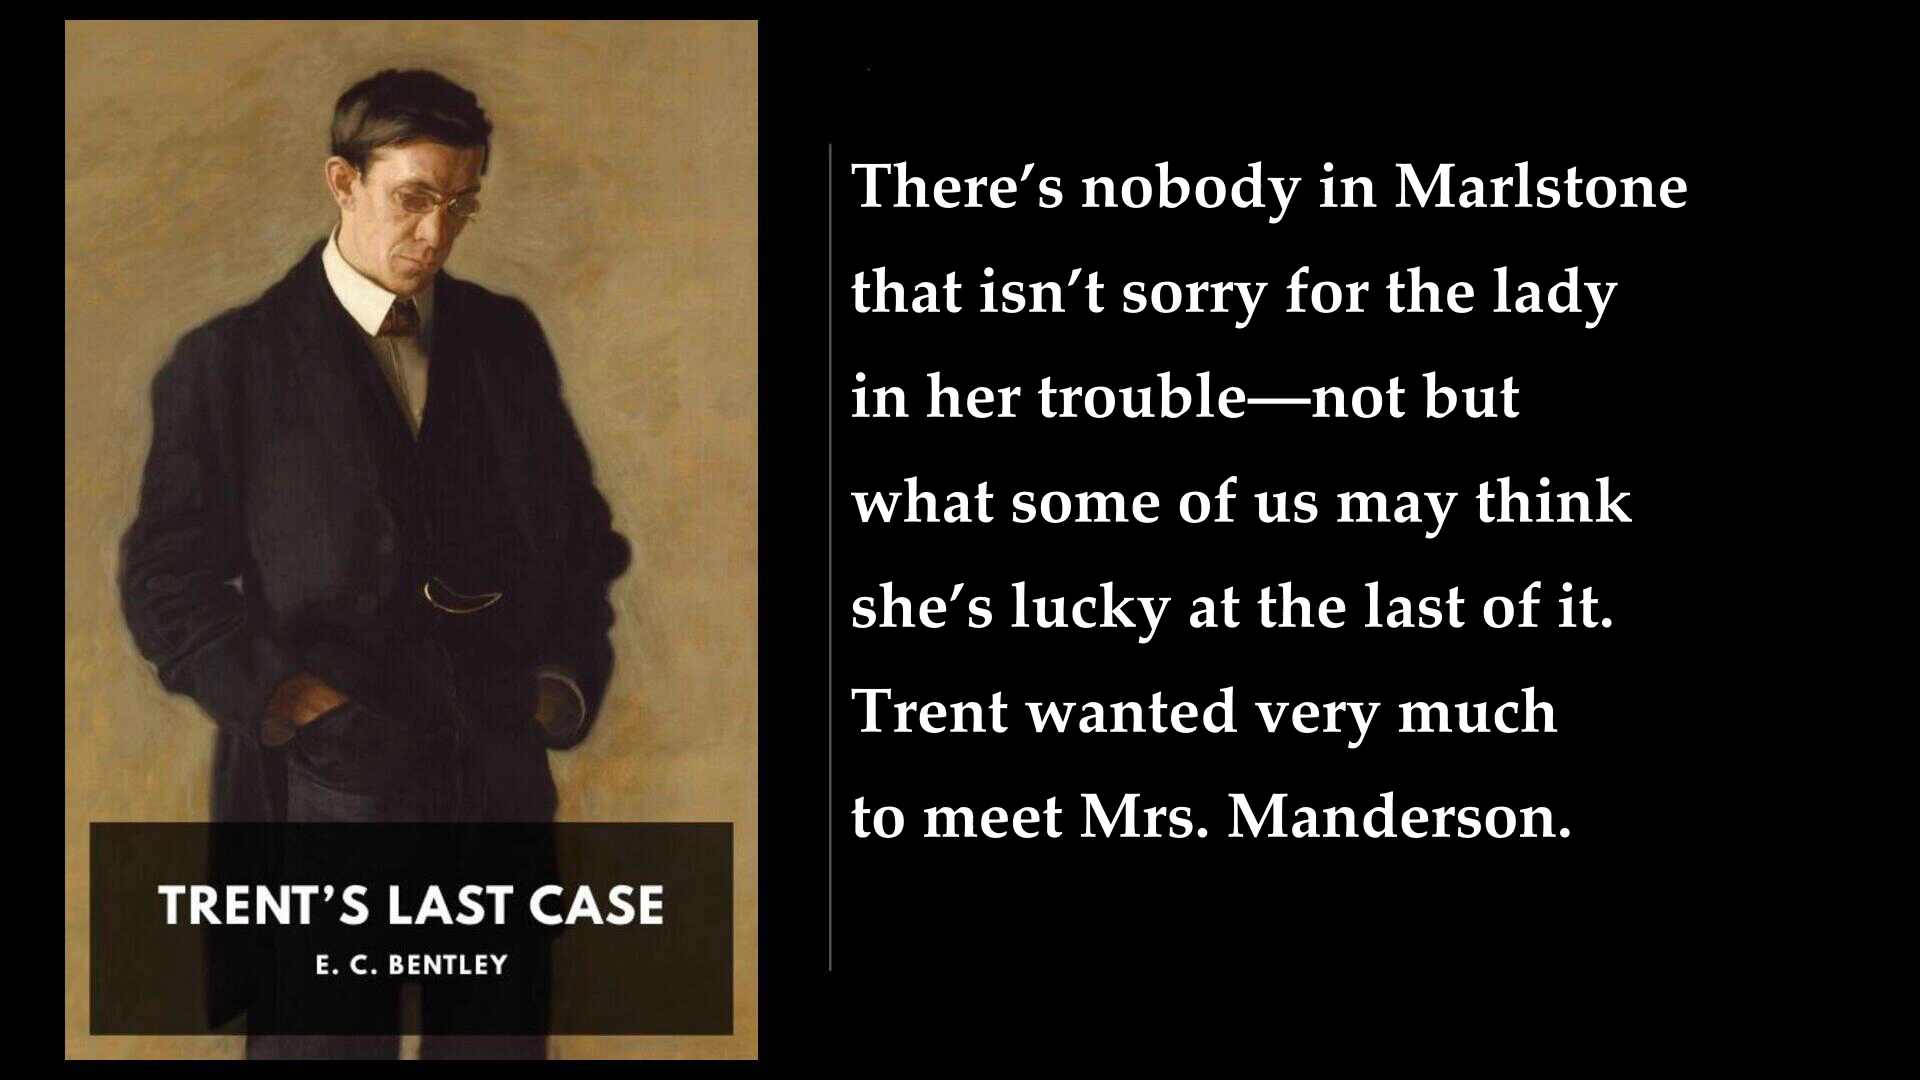 TRENT’S LAST CASE
E. C. BENTLEY
There’s nobody in Marlstone
that isn’t sorry for the lady
in her trouble—not but
what some of us may think
she’s lucky at the last of it.
Trent wanted very much
to meet Mrs. Manderson.